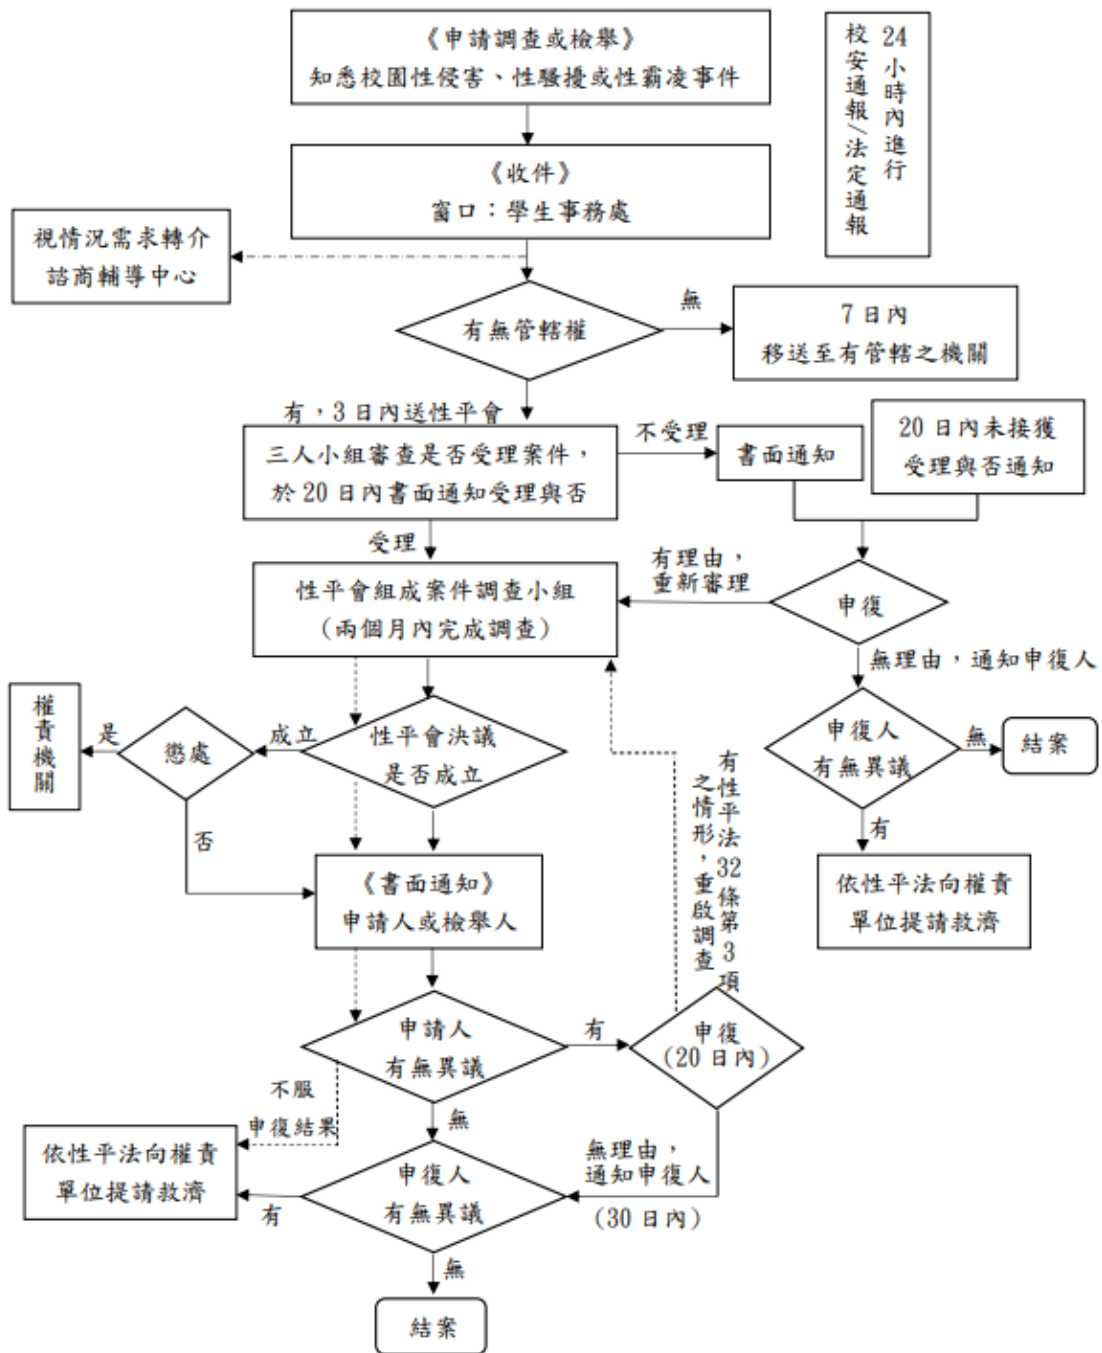 《申請調查或檢舉》
知悉校園性侵害、性騷擾或性霸凌事件
24小時內進行
校安通報/法定通報
《收件》
窗口：學生事務處
視情況需求轉介
諮商輔導中心
有無管轄權
無
7日內
移送至有管轄之機關
有，3日內送性平會
三人小組審查是否受理案件，
於20日內書面通知受理與否
不受理
書面通知
20日內未接獲
受理與否通知
受理
有理由，
重新審理
申復
性平會組成案件調查小組
(兩個月內完成調查)
無理由，通知申復人
權責機關
是
懲處
成立
性平會決議
是否成立
申復人
有無異議
無
結案
否
有性平法32條第3項
之情形，重啟調查
有
《書面通知》
申請人或檢舉人
依性平法向權責
單位提請救濟
申請人
有無異議
有
申復
(20日內)
不服
申復結果
無
依性平法向權責
單位提請救濟
有
申復人
有無異議
無理由，
通知申復人
(30日內)
無
結案